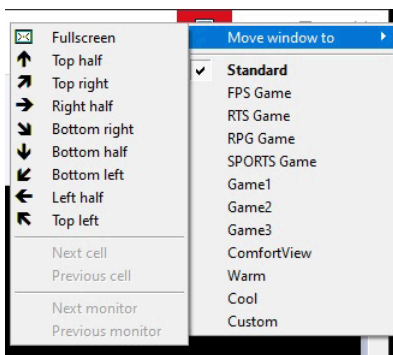 Fullscreen
Top half
Top right
Right half
Bottom right
Bottom half
Bottom left
Left half
Top left
Next cell
Previous cell
Next monitor
Previous monitor
Move window to
Standard
FPS Game
RTS Game
RPG Game
SPORTS Game
Game1
Game2
Game3
ComfortView
Warm
Cool
Custom